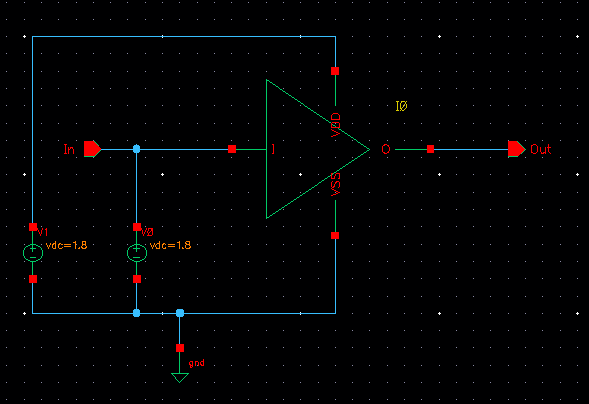 I0
VDD
In
I
O
Out
VSS
V1
V0
vdc=1.8
vdc=1.8
gnd